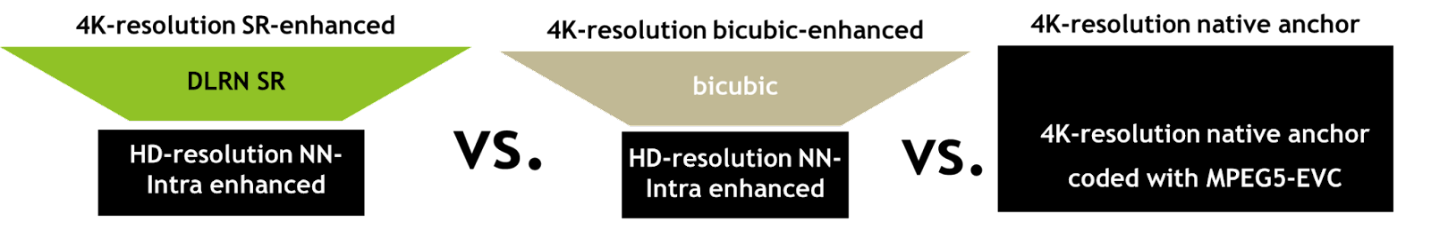 4K-resolution SR-enhanced
DLRN SR
HD-resolution NN-
Intra enhanced
vs.
4K-resolution bicubic-enhanced
bicubic
HD-resolution NN-
Intra enhanced
vs.
4K-resolution native anchor
4K-resolution native anchor
coded with MPEG5-EVC